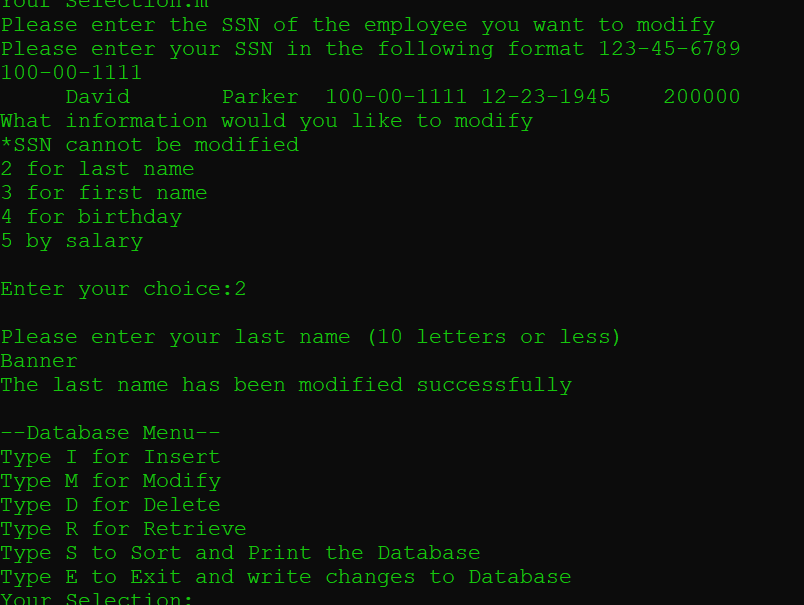 Your Selection:m
Please enter the SSN of the employee you want to modify
Please enter your SSN in the following format 123-45-6789
100-00-1111
     David       Parker  100-00-1111 12-23-1945    200000
What information would you like to modify
*SSN cannot be modified
2 for last name
3 for first name
4 for birthday
5 by salary

Enter your choice:2

Please enter your last name (10 letters or less)
Banner
The last name has been modified successfully

--Database Menu--
Type I for Insert
Type M for Modify
Type D for Delete
Type R for Retrieve
Type S to Sort and Print the Database
Type E to Exit and write changes to Database
Your Selection: